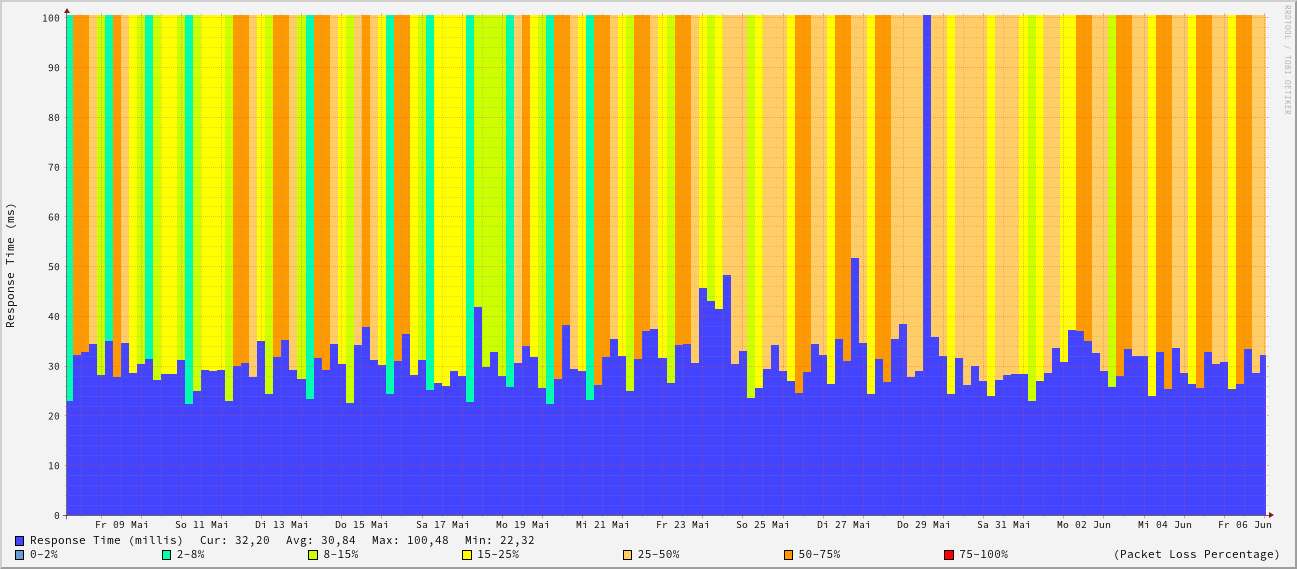 RRDTOOL / TOBI OETIKER
Response Time (ms)
100
90
80
70
60
50
40
30
20
10
0
Fr 09 Mai So 11 Mai Di 13 Mai Do 15 Mai Sa 17 Mai Mo 19 Mai Mi 21 Mai Fr 23 Mai So 25 Mai Di 27 Mai Do 29 Mai Sa 31 Mai Mo 02 Jun Mi 04 Jun Fr 06 Jun
Response Time (millis) Cur: 32,20 Avg: 30,84 Max: 100,48 Min: 22,32
0-2% 2-8% 8-15% 15-25% 25-50% 50-75% 75-100% (Packet Loss Percentage)